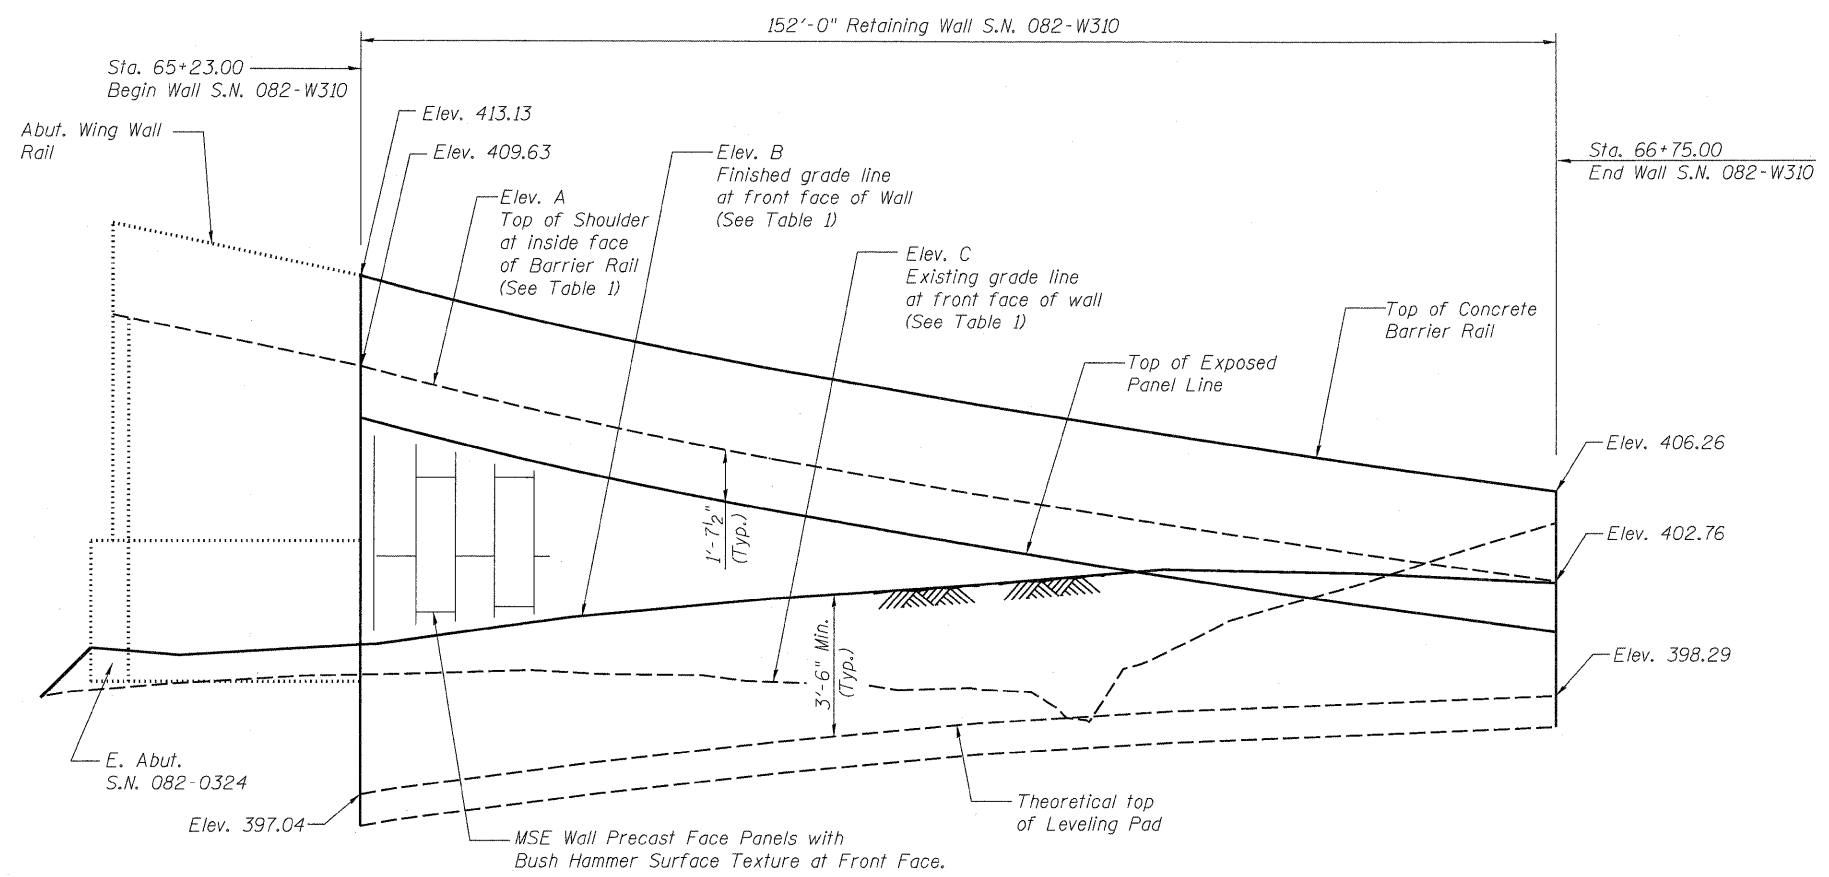 152'-0" Retaining Wall S.N. 082-W310
Sta. 65+23.00
Begin Wall S.N. 082-W310
Abut. Wing Wall
Rail
Elev. 413.13
Elev. 409.63
Elev. A
Top of Shoulder
at inside face
of Barrier Rail
(See Table 1)
Elev. B
Finished grade line
at front face of Wall
(See Table 1)
Elev. C
Existing grade line
at front face of wall
(See Table 1)
Top of Exposed
Panel Line
Top of Concrete
Barrier Rail
Sta. 66+75.00
End Wall S.N. 082-W310
Elev. 406.26
Elev. 402.76
Elev. 398.29
1'-7½"
(Typ.)
3'-6" Min.
(Typ.)
E. Abut.
S.N. 082-0324
Elev. 397.04
MSE Wall Precast Face Panels with
Bush Hammer Surface Texture at Front Face.
Theoretical top
of Leveling Pad